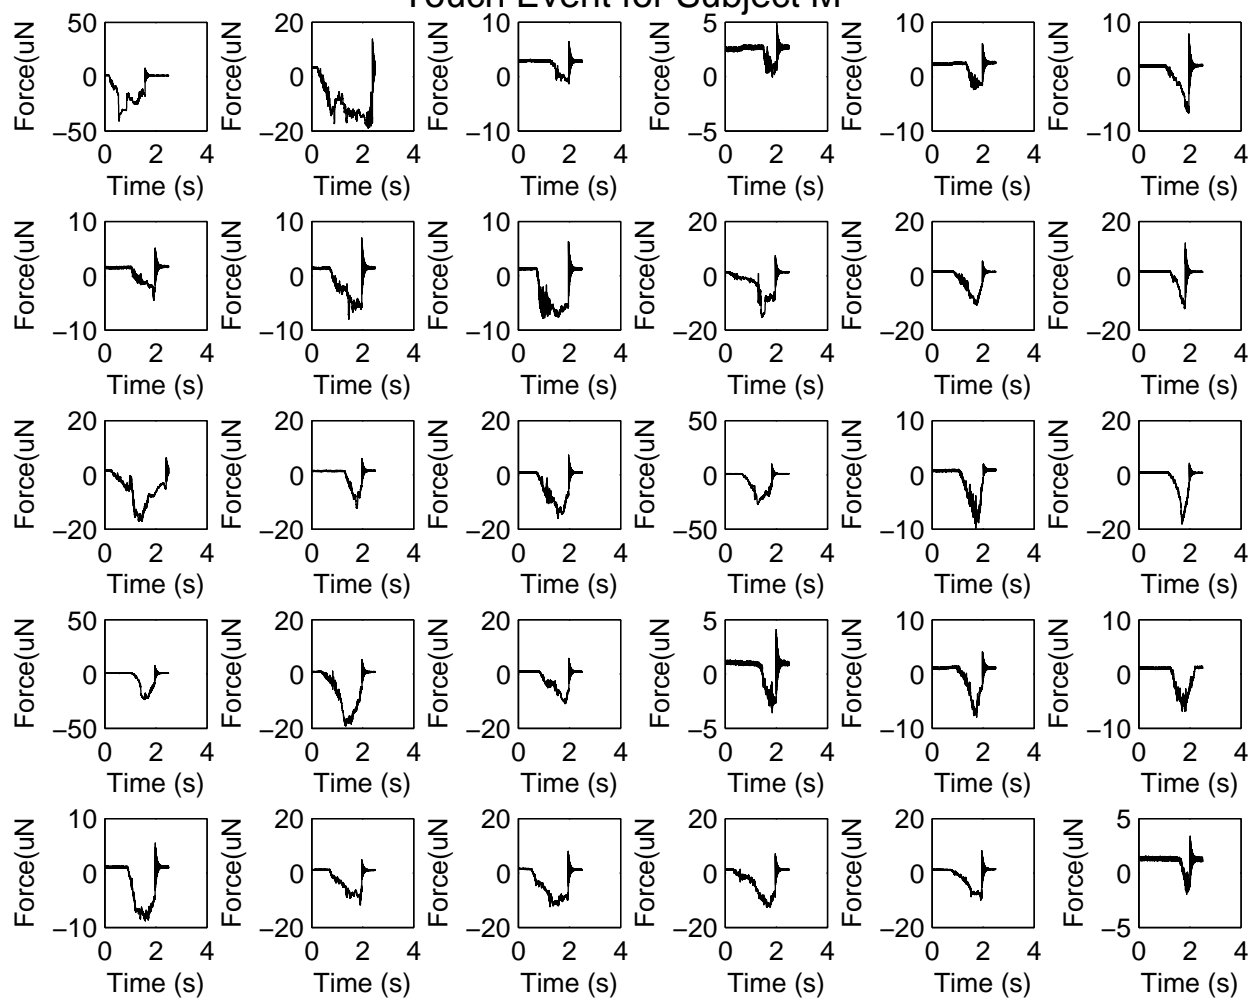 Touch Event for Subject M
50 20 10 5 10 10
Force(uN Force(uN Force(uN Force(uN Force(uN Force(uN
0 0 0 0 0 0
−50 −20 −10 −5 −10 −10
0 2 4 0 2 4 0 2 4 0 2 4 0 2 4 0 2 4
Time (s) Time (s) Time (s) Time (s) Time (s) Time (s)
10 10 10 20 20 20
Force(uN Force(uN Force(uN Force(uN Force(uN Force(uN
0 0 0 0 0 0
−10 −10 −10 −20 −20 −20
0 2 4 0 2 4 0 2 4 0 2 4 0 2 4 0 2 4
Time (s) Time (s) Time (s) Time (s) Time (s) Time (s)
20 20 20 50 10 20
Force(uN Force(uN Force(uN Force(uN Force(uN Force(uN
0 0 0 0 0 0
−20 −20 −20 −50 −10 −20
0 2 4 0 2 4 0 2 4 0 2 4 0 2 4 0 2 4
Time (s) Time (s) Time (s) Time (s) Time (s) Time (s)
50 20 20 5 10 10
Force(uN Force(uN Force(uN Force(uN Force(uN Force(uN
0 0 0 0 0 0
−50 −20 −20 −5 −10 −10
0 2 4 0 2 4 0 2 4 0 2 4 0 2 4 0 2 4
Time (s) Time (s) Time (s) Time (s) Time (s) Time (s)
10 20 20 20 20 5
Force(uN Force(uN Force(uN Force(uN Force(uN Force(uN
0 0 0 0 0 0
−10 −20 −20 −20 −20 −5
0 2 4 0 2 4 0 2 4 0 2 4 0 2 4 0 2 4
Time (s) Time (s) Time (s) Time (s) Time (s) Time (s)